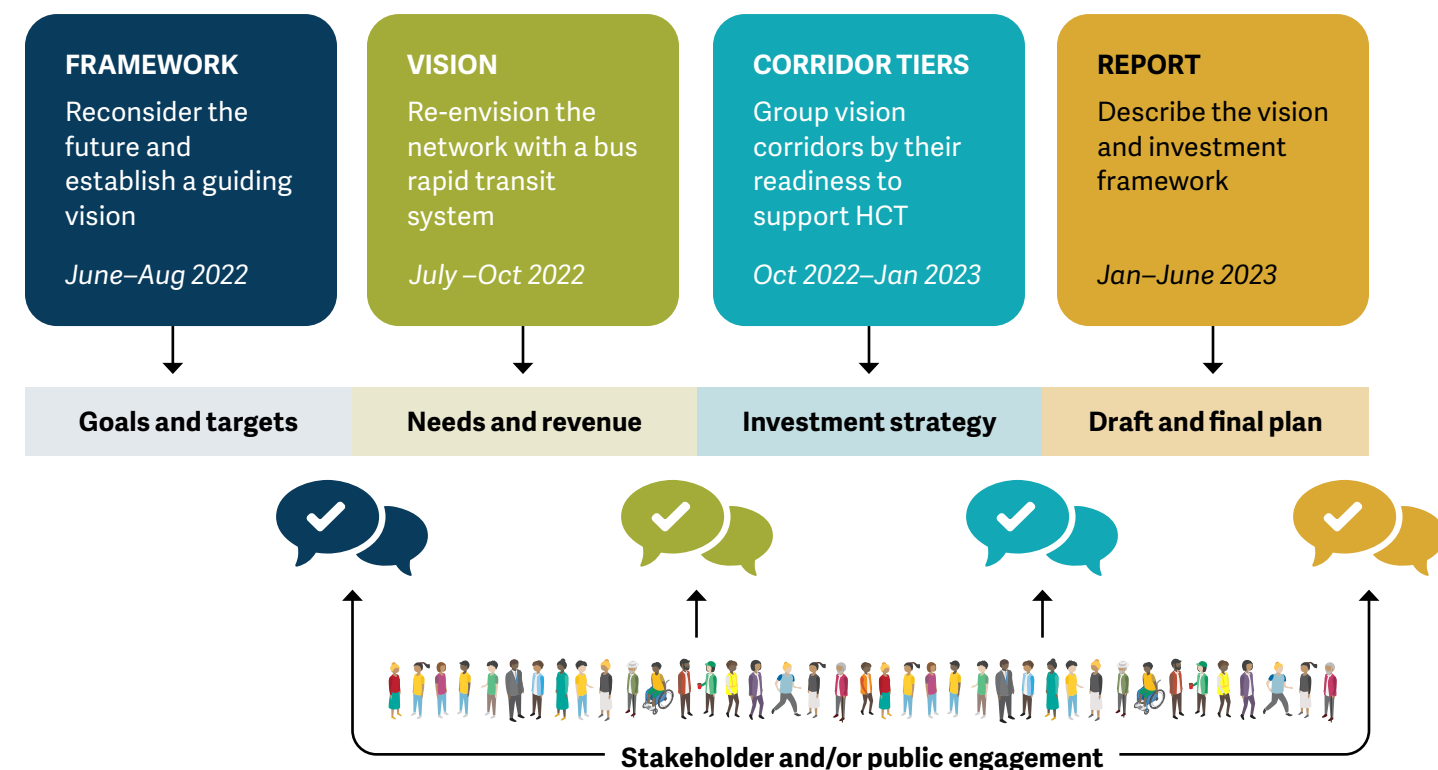 FRAMEWORK
Reconsider the
future and
establish a guiding
vision
June–Aug 2022
VISION
Re-envision the
network with a bus
rapid transit
system
July –Oct 2022
CORRIDOR TIERS
Group vision
corridors by their
readiness to
support HCT
Oct 2022–Jan 2023
REPORT
Describe the vision
and investment
framework
Jan–June 2023
Goals and targets
Needs and revenue
Investment strategy
Draft and final plan
Stakeholder and/or public engagement